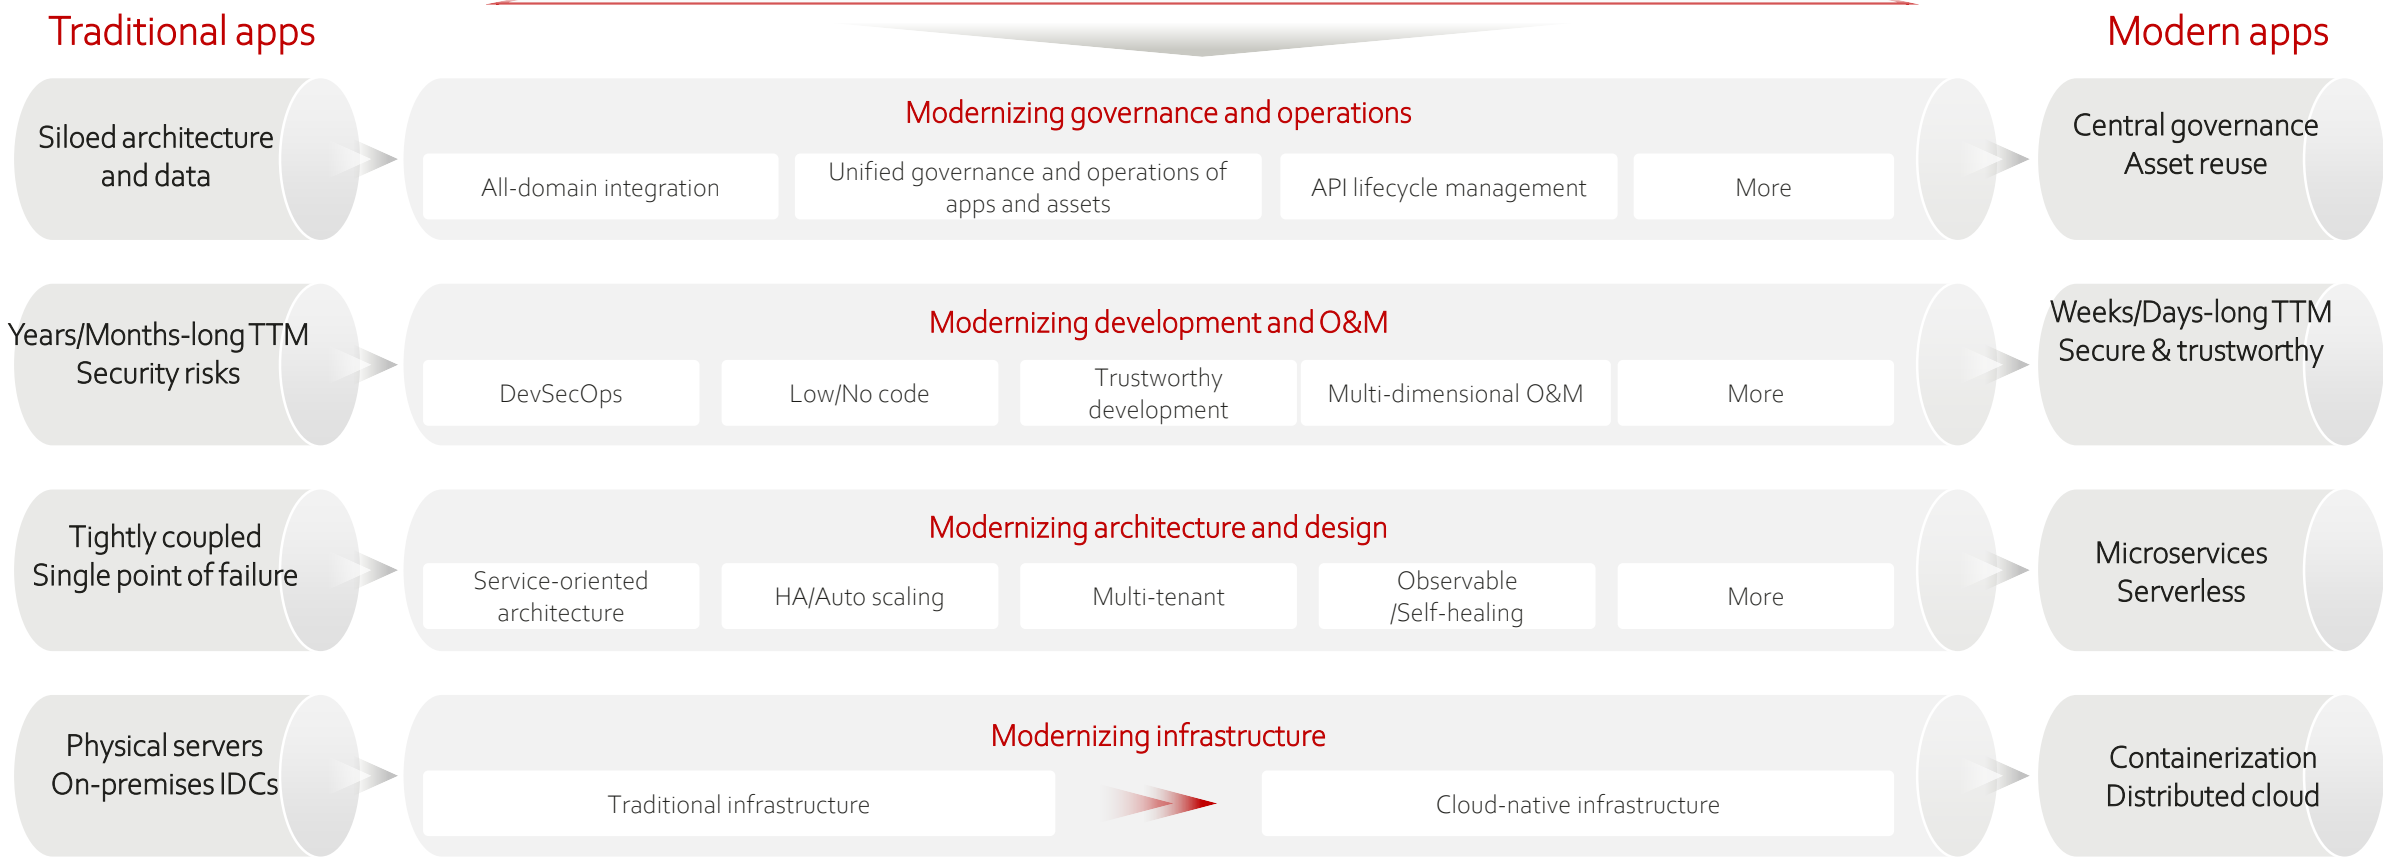 Traditional apps
Modern apps
Siloed architecture
and data
Modernizing governance and operations
All-domain integration
Unified governance and operations of
apps and assets
API lifecycle management
More
Central governance
Asset reuse
Years/Months-long TTM
Security risks
Modernizing development and O&M
DevSecOps
Low/No code
Trustworthy
development
Multi-dimensional O&M
More
Weeks/Days-long TTM
Secure & trustworthy
Tightly coupled
Single point of failure
Modernizing architecture and design
Service-oriented
architecture
HA/Auto scaling
Multi-tenant
Observable
/Self-healing
More
Microservices
Serverless
Physical servers
On-premises IDCs
Modernizing infrastructure
Traditional infrastructure
Cloud-native infrastructure
Containerization
Distributed cloud